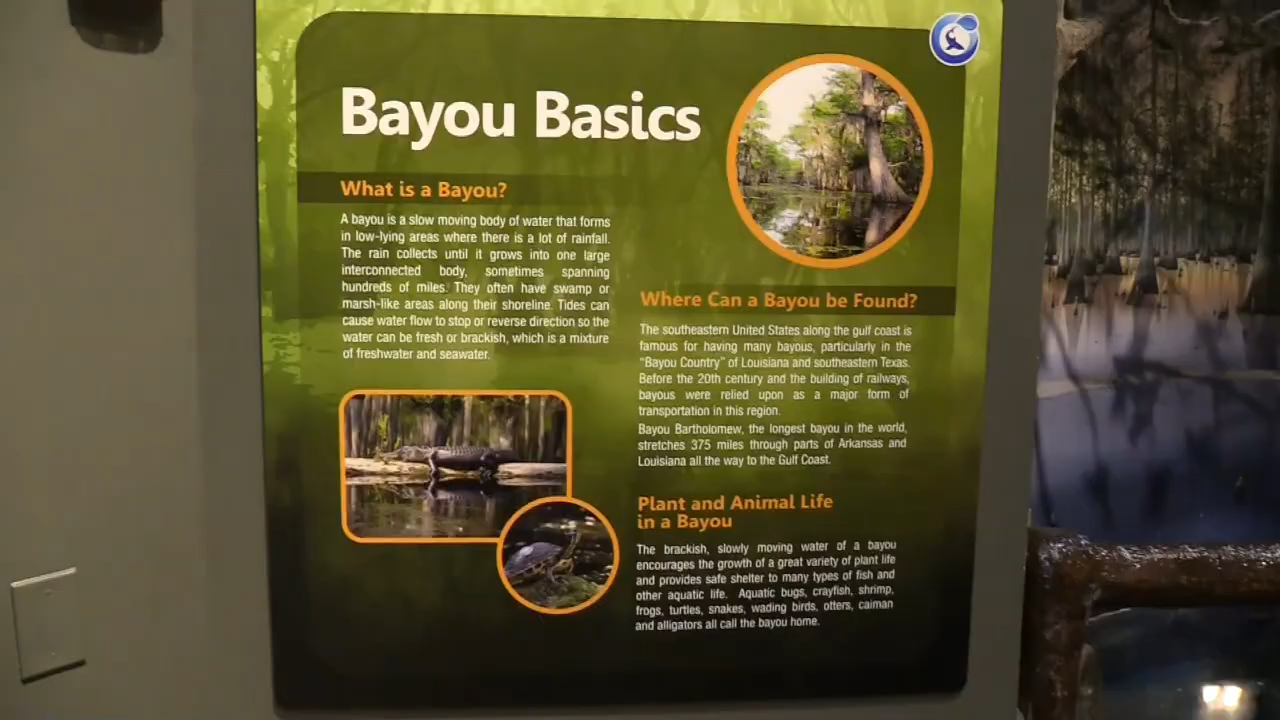 Bayou Basics
What is a Bayou?
A bayou is a slow moving body of water that forms
in low-lying areas where there is a lot of rainfall.
The rain collects until it grows into one large
interconnected body, sometimes spanning
hundreds of miles. They often have swamp or
marsh-like areas along their shoreline. Tides can
cause water flow to stop or reverse direction so the
water can be fresh or brackish, which is a mixture
of freshwater and seawater.
Where Can a Bayou be Found?
The southeastern United States along the gulf coast is
famous for having many bayous, particularly in the
"Bayou Country" of Louisiana and southeastern Texas.
Before the 20th century and the building of railways,
bayous were relied upon as a major form of
transportation in this region.
Bayou Bartholomew, the longest bayou in the world,
stretches 375 miles through parts of Arkansas and
Louisiana all the way to the Gulf Coast.
Plant and Animal Life
in a Bayou
The brackish, slowly moving water of a bayou
encourages the growth of a great variety of plant life
and provides safe shelter to many types of fish and
other aquatic life. Aquatic bugs, crayfish, shrimp,
frogs, turtles, snakes, wading birds, otters, caiman
and alligators all call the bayou home.